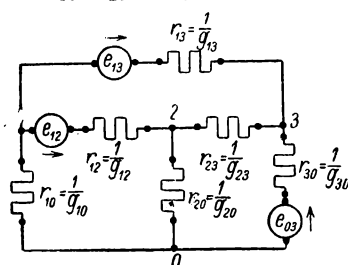 r₁₃=1/g₁₃
e₁₃
2
3
e₁₂
r₁₂=1/g₁₂
r₂₃=1/g₂₃
r₃₀=1/g₃₀
r₁₀=1/g₁₀
r₂₀=1/g₂₀
e₀₃
0